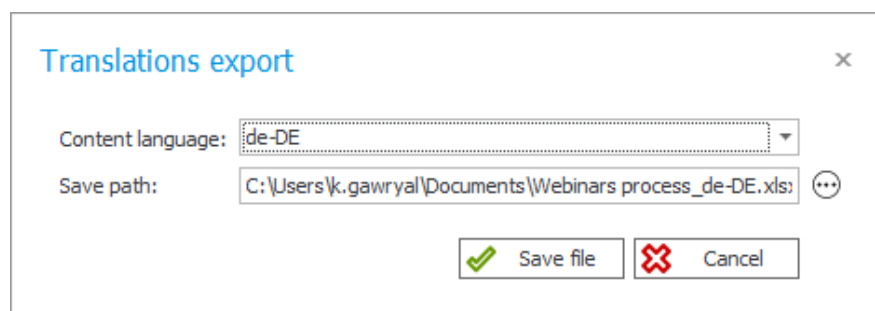 Translations export
Content language: de-DE
Save path: C:\Users\k.gawryal\Documents\Webinars process_de-DE.xlsx
Save file Cancel